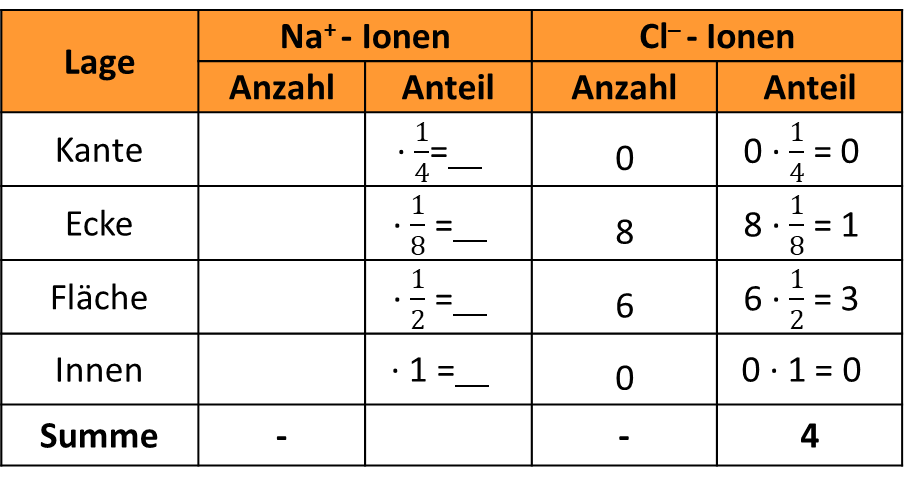 Lage Na⁺ - Ionen Cl⁻ - Ionen
Anzahl Anteil Anzahl Anteil
Kante · 1/4=__ 0 0 · 1/4 = 0
Ecke · 1/8 =__ 8 8 · 1/8 = 1
Fläche · 1/2 =__ 6 6 · 1/2 = 3
Innen · 1 =__ 0 0 · 1 = 0
Summe - - 4